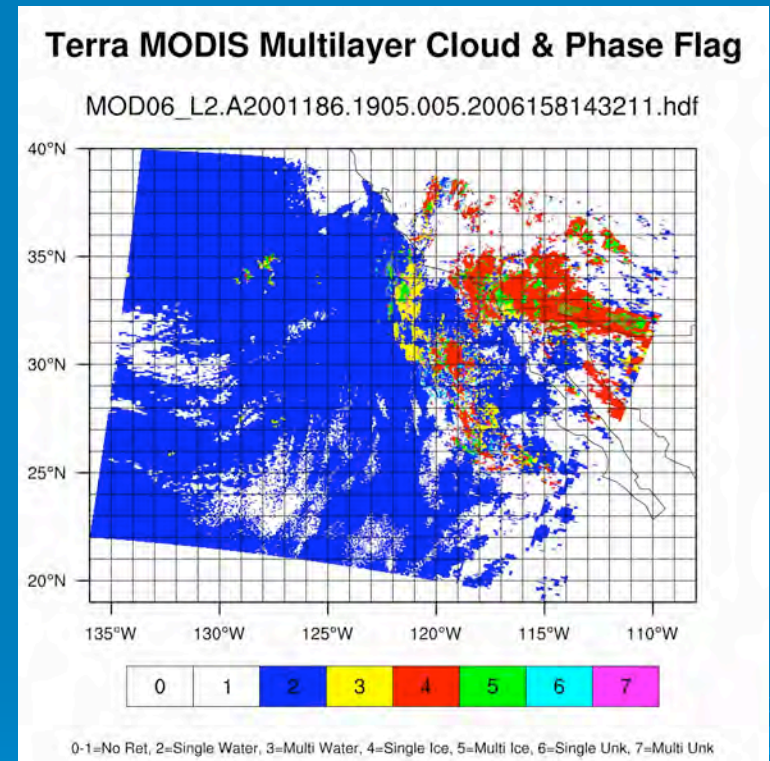 Terra MODIS Multilayer Cloud & Phase Flag
MOD06_L2.A2001186.1905.005.2006158143211.hdf
40°N
35°N
30°N
25°N
20°N
135°W 130°W 125°W 120°W 115°W 110°W
0 1 2 3 4 5 6 7
0-1=No Ret, 2=Single Water, 3=Multi Water, 4=Single Ice, 5=Multi Ice, 6=Single Unk, 7=Multi Unk